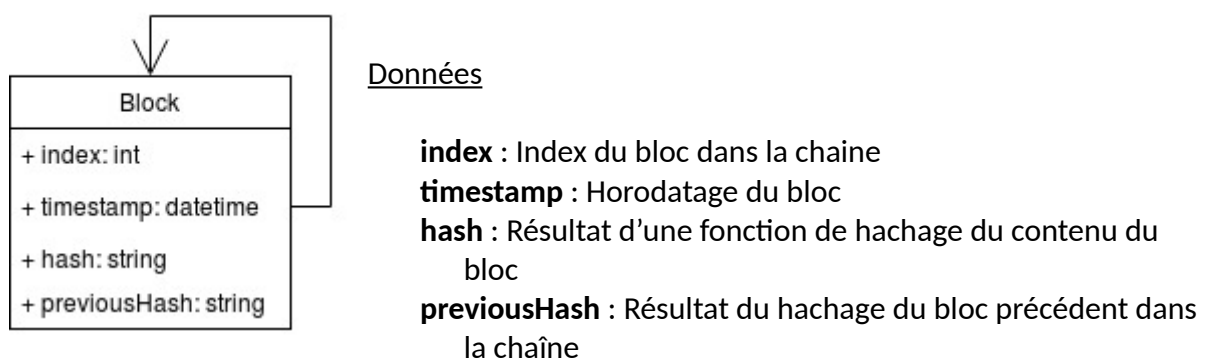 Block
+ index: int
+ timestamp: datetime
+ hash: string
+ previousHash: string
Données
index : Index du bloc dans la chaine
timestamp : Horodatage du bloc
hash : Résultat d’une fonction de hachage du contenu du
bloc
previousHash : Résultat du hachage du bloc précédent dans
la chaîne